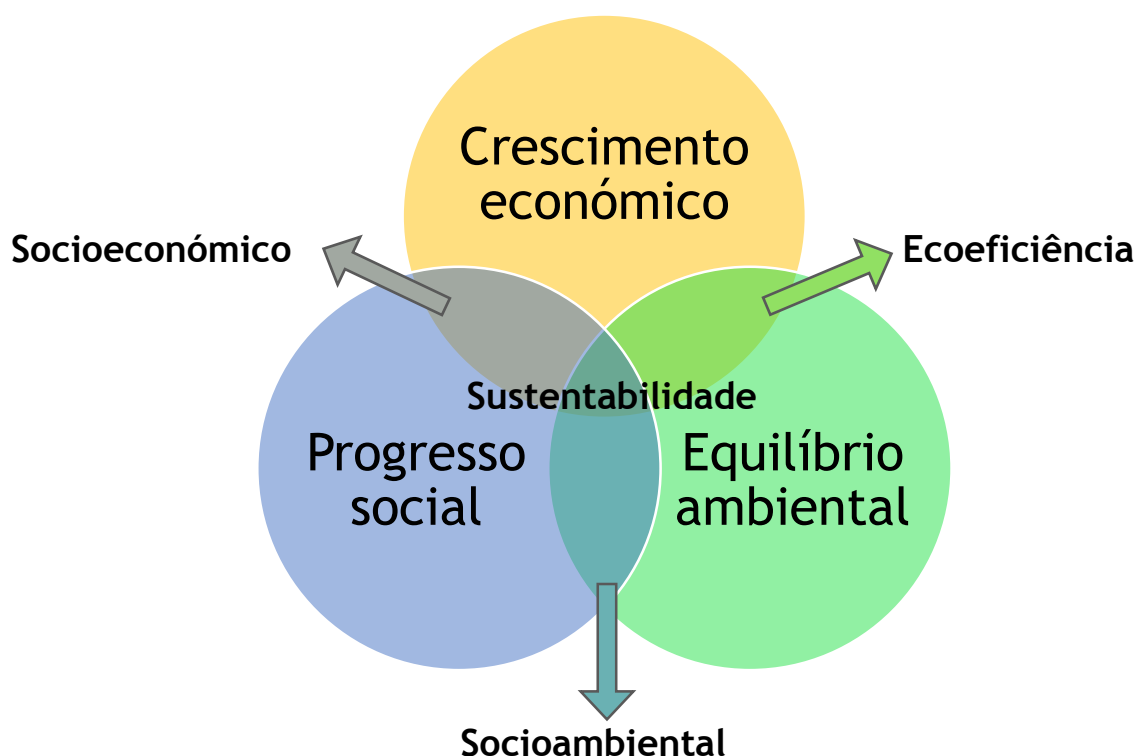 Crescimento
económico
Socioeconómico
Ecoeficiência
Sustentabilidade
Progresso
social
Equilíbrio
ambiental
Socioambiental